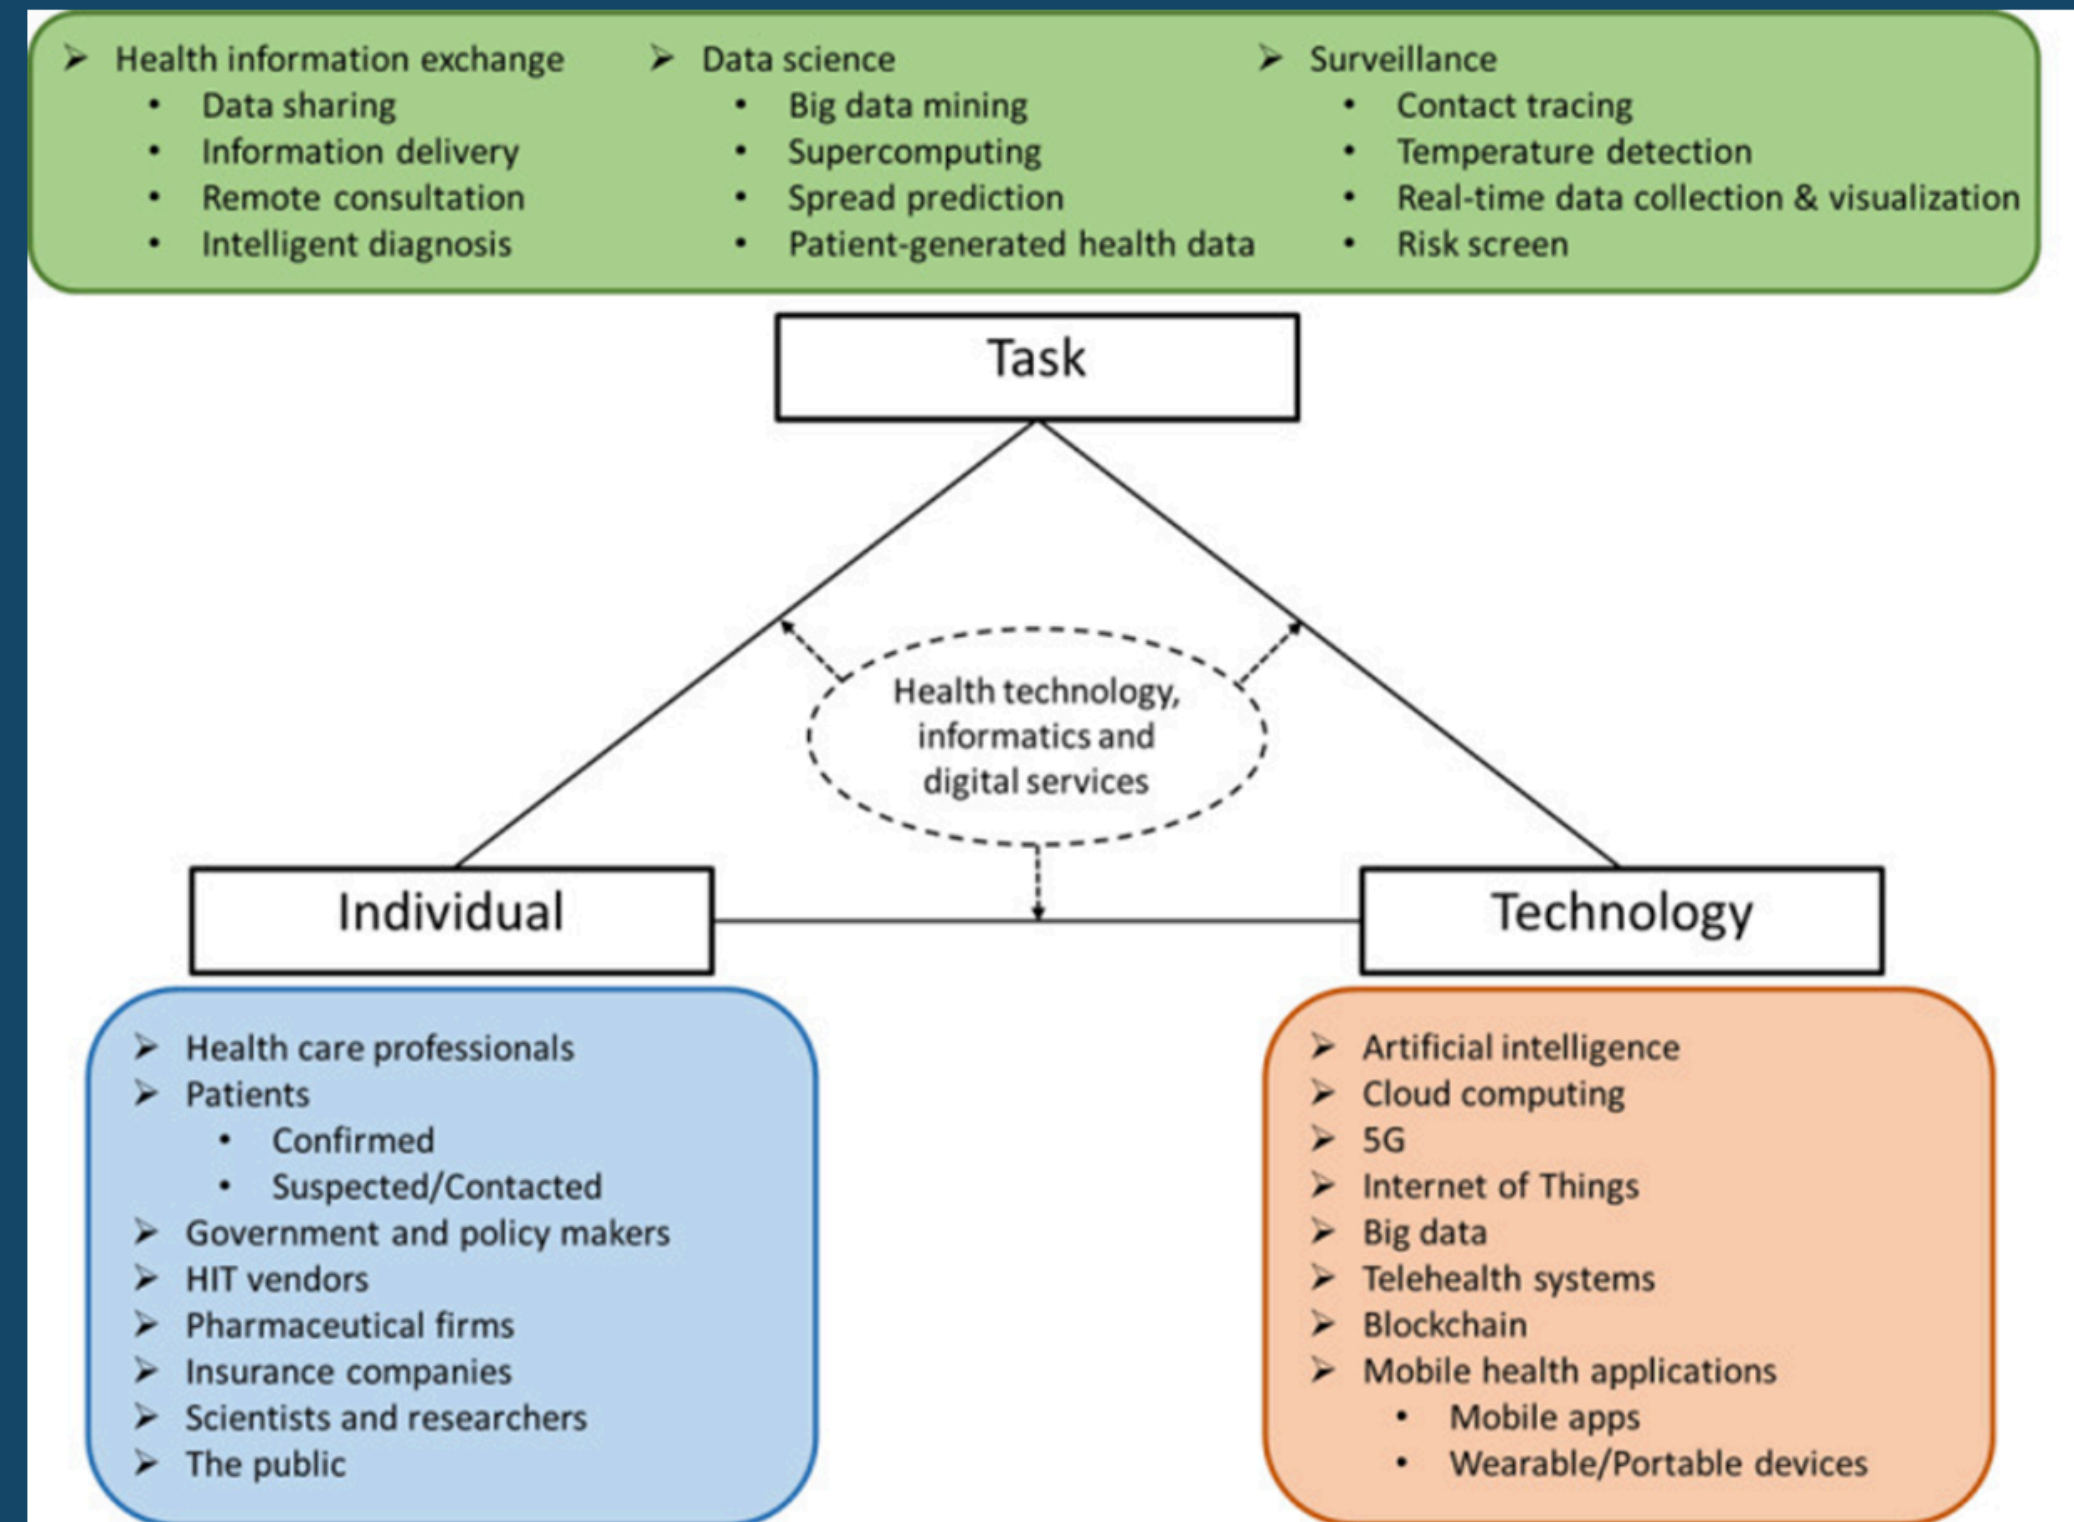 ➢ Health information exchange
• Data sharing
• Information delivery
• Remote consultation
• Intelligent diagnosis
➢ Data science
• Big data mining
• Supercomputing
• Spread prediction
• Patient-generated health data
➢ Surveillance
• Contact tracing
• Temperature detection
• Real-time data collection & visualization
• Risk screen
Task
Health technology,
informatics and
digital services
Individual
Technology
➢ Health care professionals
➢ Patients
• Confirmed
• Suspected/Contacted
➢ Government and policy makers
➢ HIT vendors
➢ Pharmaceutical firms
➢ Insurance companies
➢ Scientists and researchers
➢ The public
➢ Artificial intelligence
➢ Cloud computing
➢ 5G
➢ Internet of Things
➢ Big data
➢ Telehealth systems
➢ Blockchain
➢ Mobile health applications
• Mobile apps
• Wearable/Portable devices